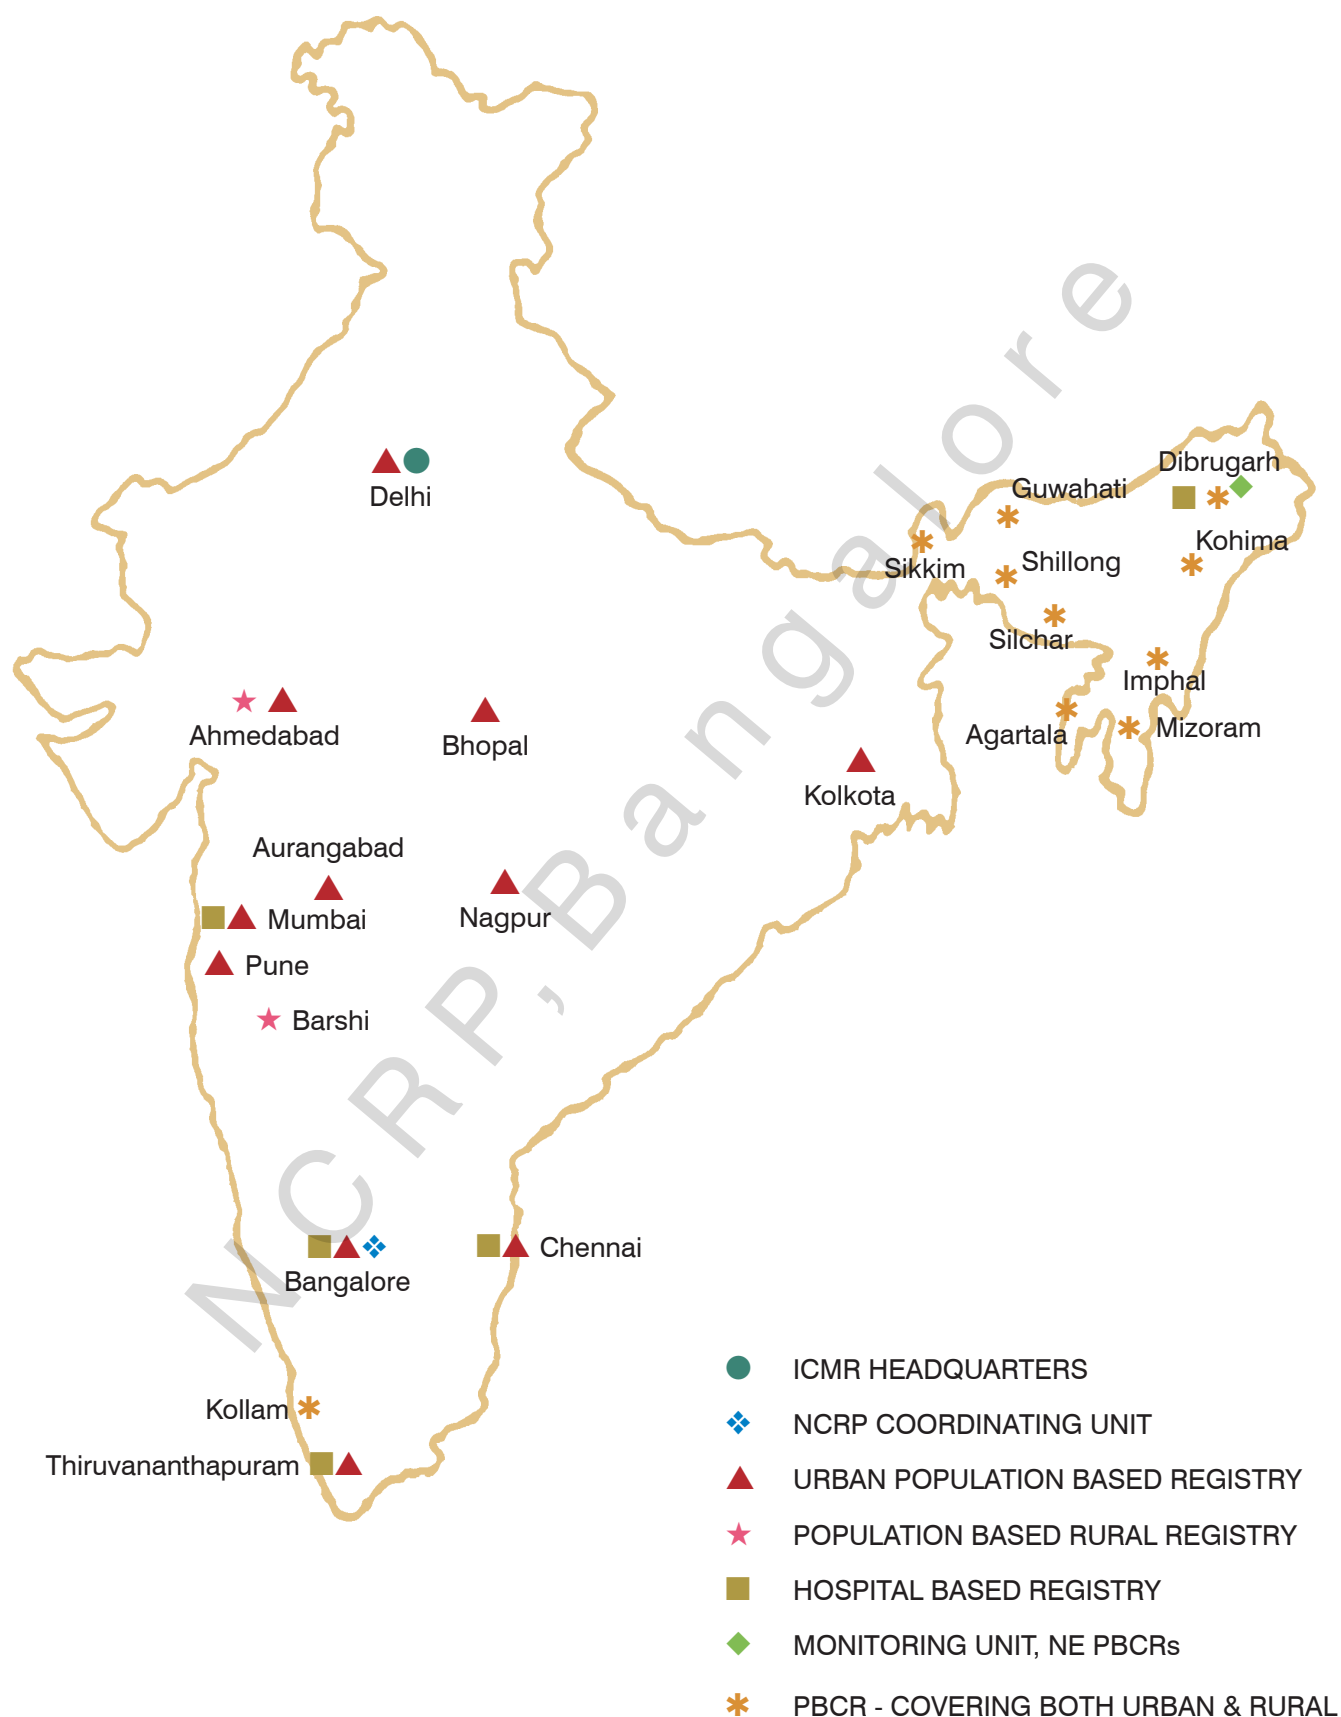 Delhi
Dibrugarh
Guwahati
Kohima
Sikkim
Shillong
Silchar
Imphal
Agartala
Mizoram
Ahmedabad
Bhopal
Kolkota
Aurangabad
Mumbai
Nagpur
Pune
Barshi
NCRP, Bangalore
Bangalore
Chennai
Kollam
Thiruvananthapuram
ICMR HEADQUARTERS
NCRP COORDINATING UNIT
URBAN POPULATION BASED REGISTRY
POPULATION BASED RURAL REGISTRY
HOSPITAL BASED REGISTRY
MONITORING UNIT, NE PBCRs
PBCR - COVERING BOTH URBAN & RURAL